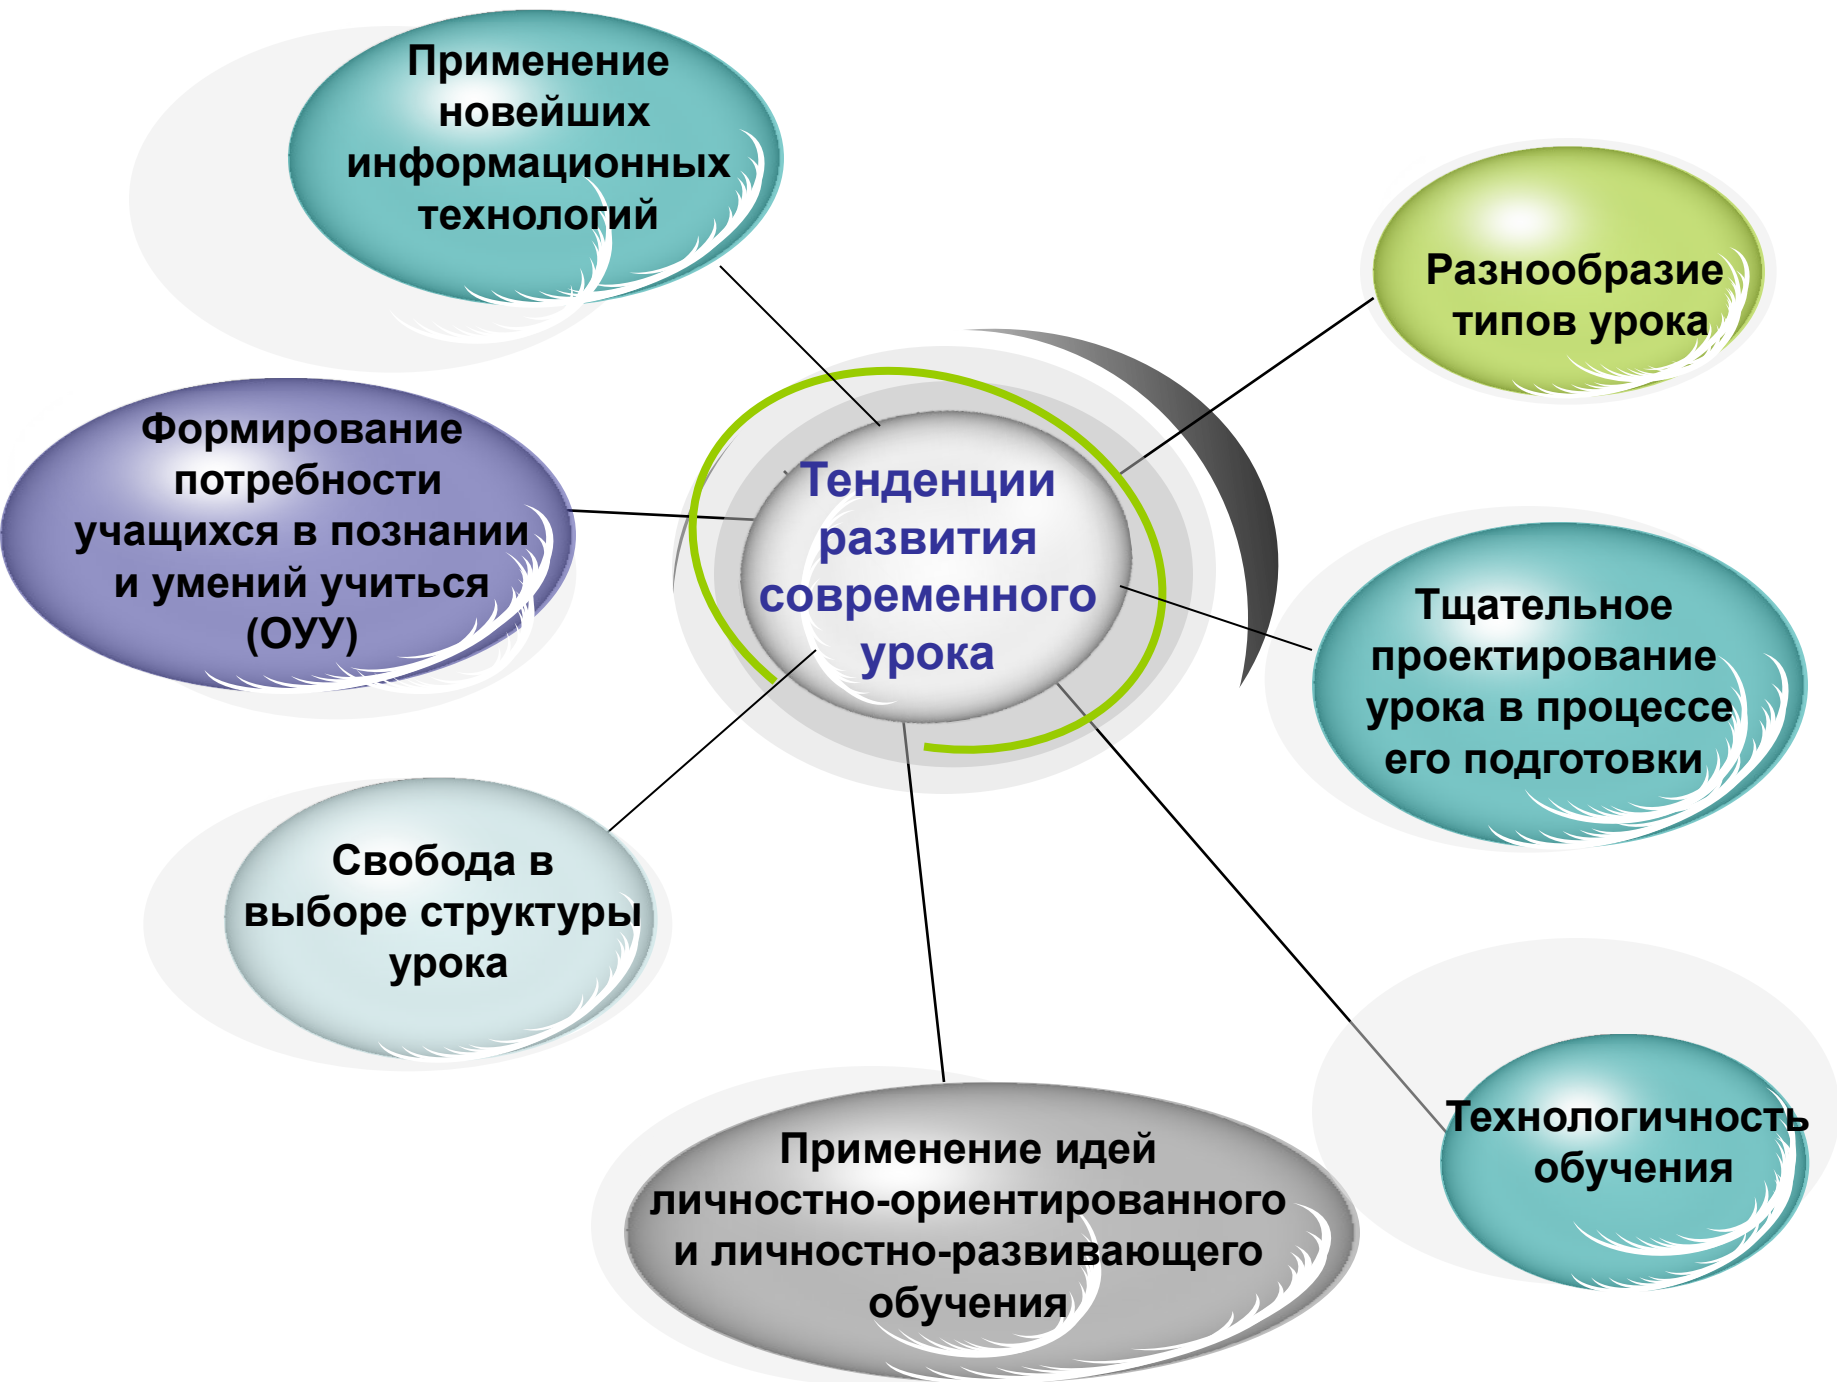 Применение
новейших
информационных
технологий
Разнообразие
типов урока
Формирование
потребности
учащихся в познании
и умений учиться
(ОУУ)
Тенденции
развития
современного
урока
Тщательное
проектирование
урока в процессе
его подготовки
Свобода в
выборе структуры
урока
Технологичность
обучения
Применение идей
личностно-ориентированного
и личностно-развивающего
обучения